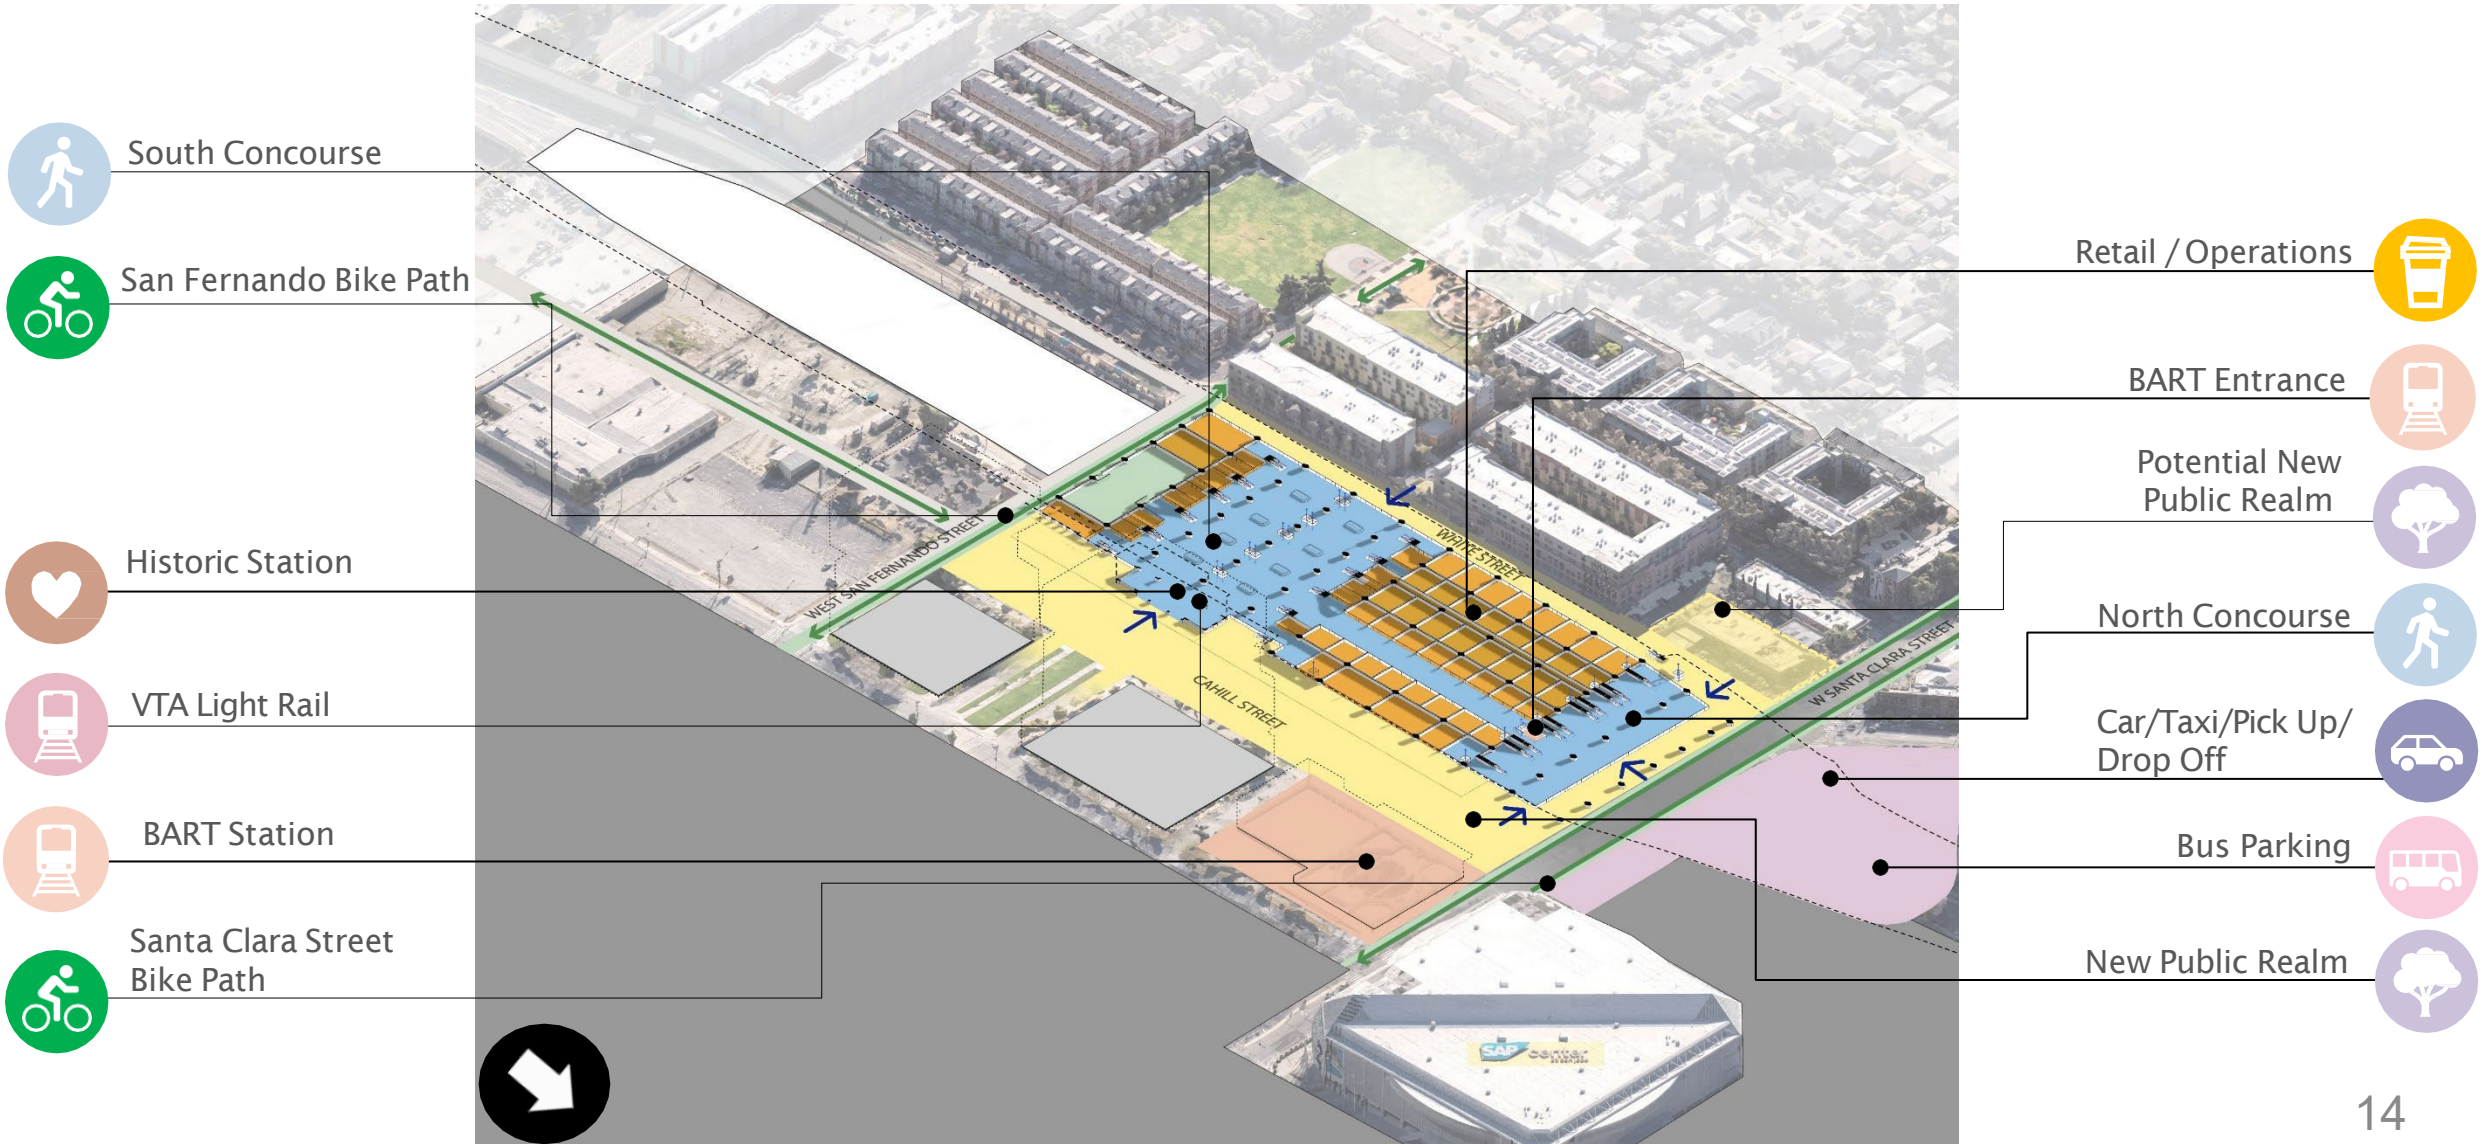 South Concourse
San Fernando Bike Path
Historic Station
VTA Light Rail
BART Station
Santa Clara Street
Bike Path
WEST SAN FERNANDO STREET
WHITE STREET
CAHILL STREET
W SANTA CLARA STREET
SAP center
Retail / Operations
BART Entrance
Potential New
Public Realm
North Concourse
Car/Taxi/Pick Up/
Drop Off
Bus Parking
New Public Realm
14